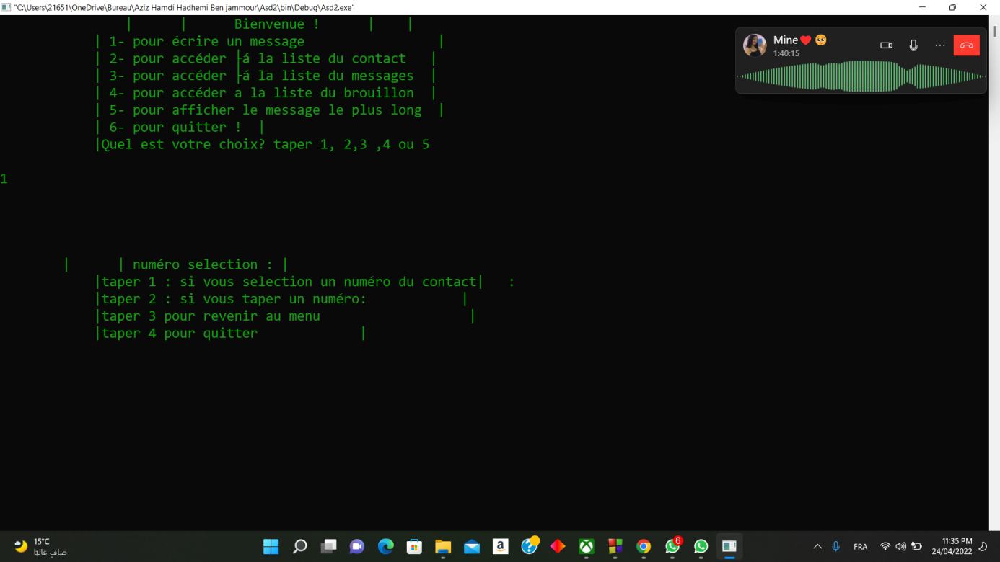 "C:\Users\21651\OneDrive\Bureau\Aziz Hamdi Hadhemi Ben jammour\Asd2\bin\Debug\Asd2.exe"
| | Bienvenue ! | |
| 1- pour écrire un message |
| 2- pour accéder ├á la liste du contact |
| 3- pour accéder ├á la liste du messages |
| 4- pour accéder a la liste du brouillon |
| 5- pour afficher le message le plus long |
| 6- pour quitter ! |
|Quel est votre choix? taper 1, 2,3 ,4 ou 5
1
| | numéro selection : |
|taper 1 : si vous selection un numéro du contact| :
|taper 2 : si vous taper un numéro: |
|taper 3 pour revenir au menu |
|taper 4 pour quitter |
Mine❤️ 🥺
1:40:15
15°C
صافٍ غالبًا
a
?
6
FRA
11:35 PM
24/04/2022